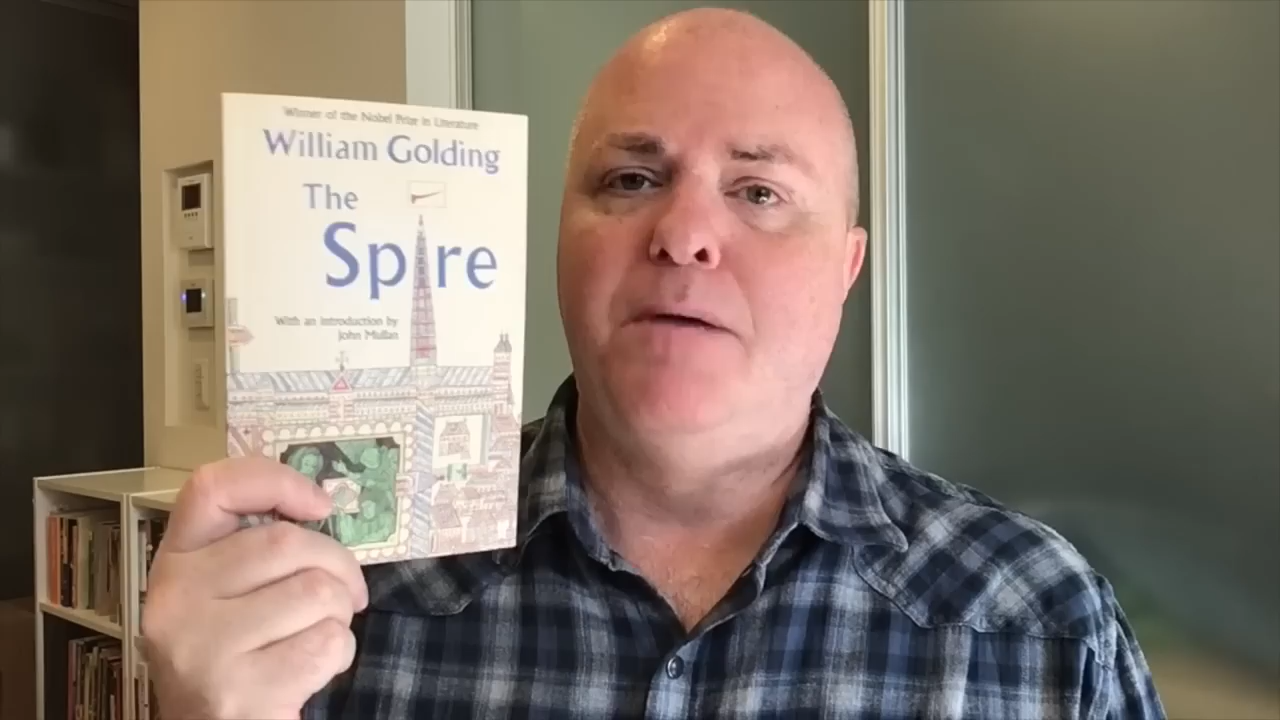 Winner of the Nobel Prize in Literature
William Golding
The
Spire
With an introduction by
John Mullan